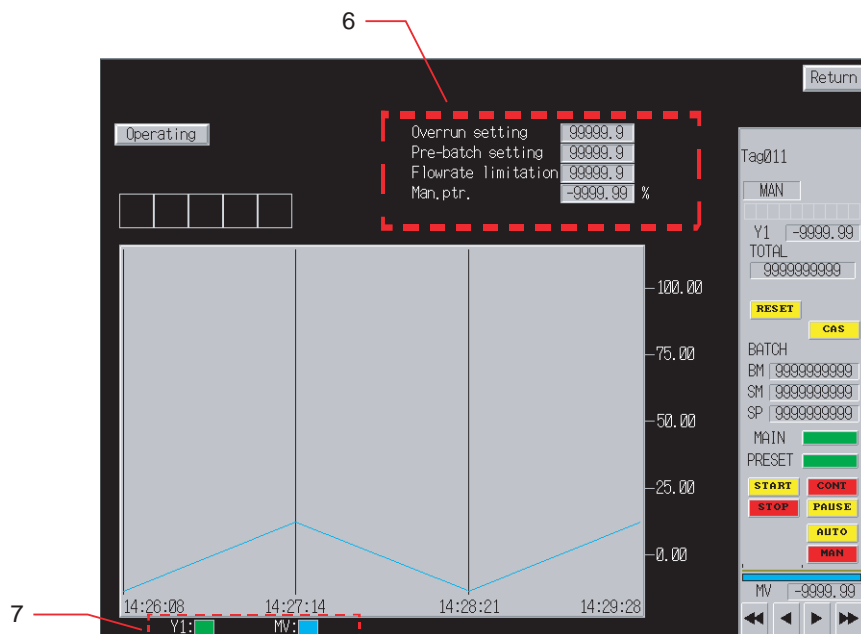 6
Return
Operating
Overrun setting 99999.9
Pre-batch setting 99999.9
Flowrate limitation 99999.9
Man.ptr. -9999.99 %
Tag011
MAN
Y1 -9999.99
TOTAL
9999999999
RESET
CAS
BATCH
BM 9999999999
SM 9999999999
SP 9999999999
MAIN
PRESET
START CONT
STOP PAUSE
AUTO
MAN
MV -9999.99
100.00
75.00
50.00
25.00
0.00
14:26:08 14:27:14 14:28:21 14:29:28
7
Y1: MV: